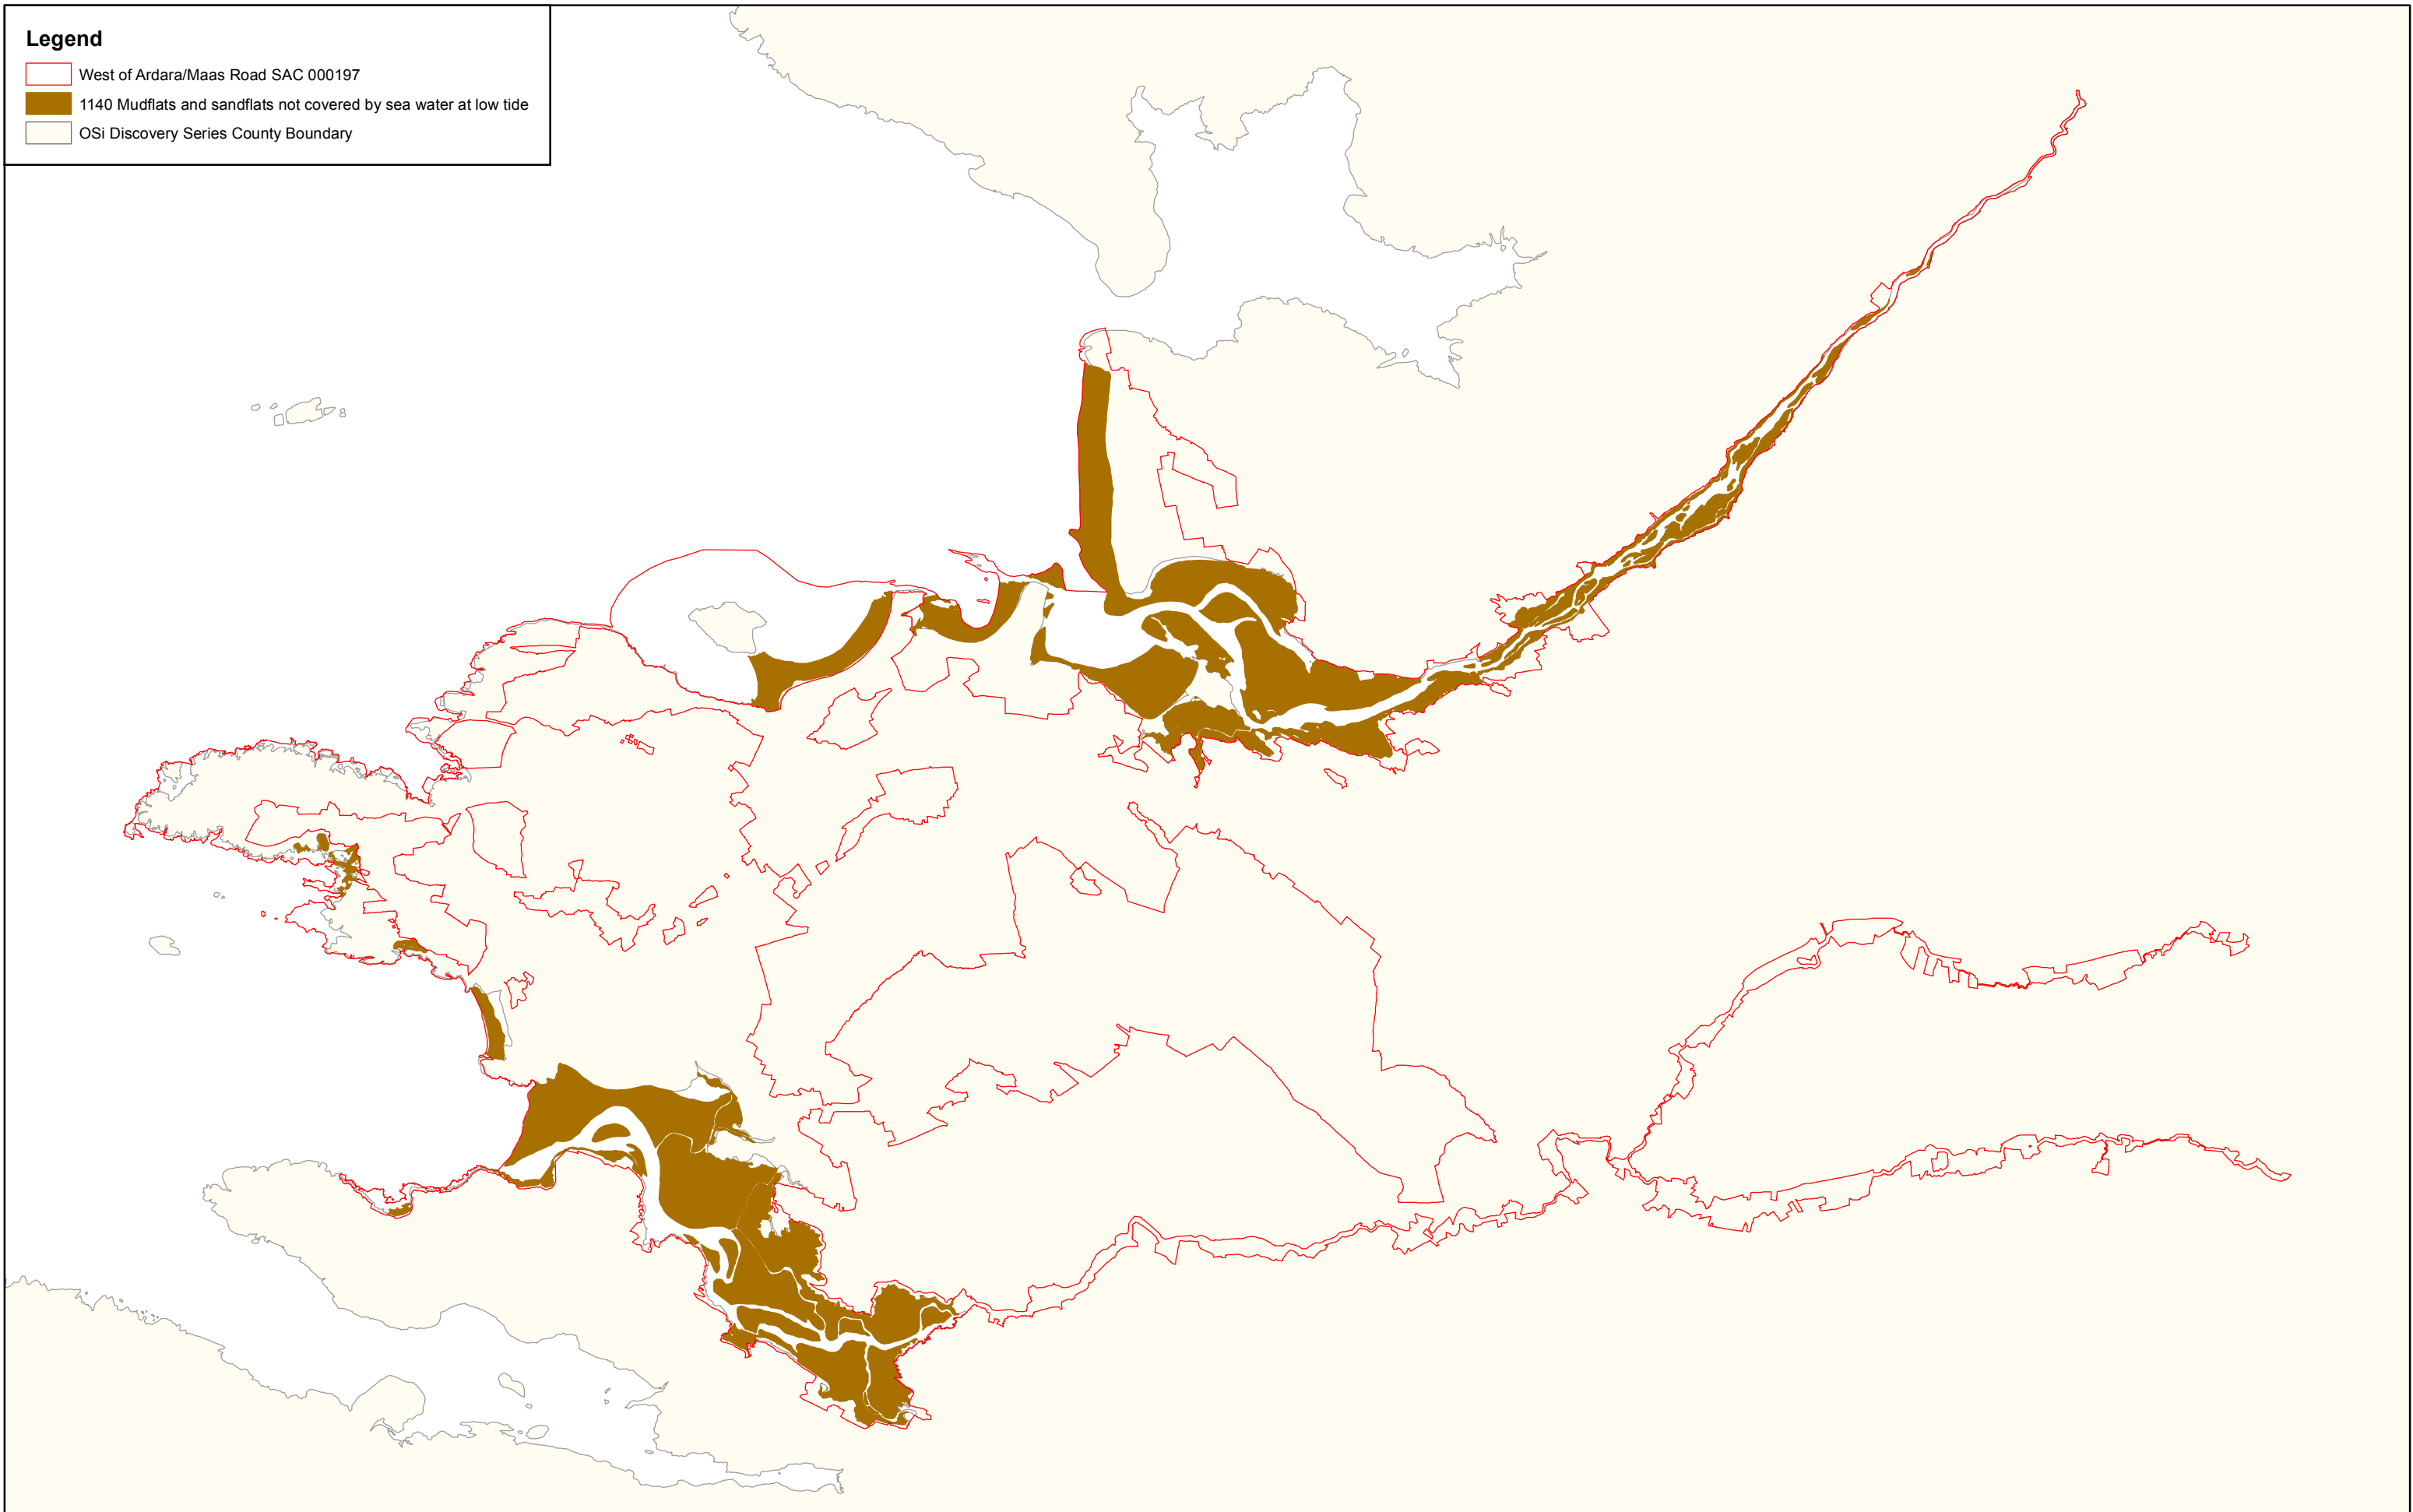 Legend
West of Ardara/Maas Road SAC 000197
1140 Mudflats and sandflats not covered by sea water at low tide
OSi Discovery Series County Boundary